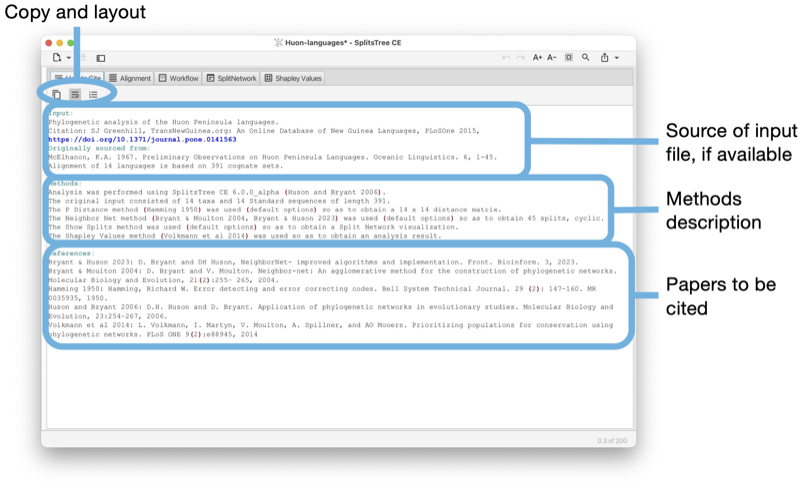 Copy and layout
Huon-languages* - SplitsTree CE
A+ A-
Cite
Alignment
Workflow
SplitNetwork
Shapley Values
Input:
Phylogenetic analysis of the Huon Peninsula languages.
Citation: SJ Greenhill, TransNewGuinea.org: An Online Database of New Guinea Languages, PLoSOne 2015,
https://doi.org/10.1371/journal.pone.0141563
Originally sourced from:
McElhanon, K.A. 1967. Preliminary Observations on Huon Peninsula Languages. Oceanic Linguistics. 6, 1-45.
Alignment of 14 languages is based on 391 cognate sets.
Source of input
file, if available
Methods:
Analysis was performed using SplitsTree CE 6.0.0_alpha (Huson and Bryant 2006).
The original input consisted of 14 taxa and 14 Standard sequences of length 391.
The P Distance method (Hamming 1950) was used (default options) so as to obtain a 14 x 14 distance matrix.
The Neighbor Net method (Bryant & Moulton 2004, Bryant & Huson 2023) was used (default options) so as to obtain 45 splits, cyclic.
The Show Splits method was used (default options) so as to obtain a Split Network visualization.
The Shapley Values method (Volkmann et al 2014) was used so as to obtain an analysis result.
Methods
description
References:
Bryant & Huson 2023: D. Bryant and DH Huson, NeighborNet- improved algorithms and implementation. Front. Bioinform. 3, 2023.
Bryant & Moulton 2004: D. Bryant and V. Moulton. Neighbor-net: An agglomerative method for the construction of phylogenetic networks.
Molecular Biology and Evolution, 21(2):255- 265, 2004.
Hamming 1950: Hamming, Richard W. Error detecting and error correcting codes. Bell System Technical Journal. 29 (2): 147-160. MR
0035935, 1950.
Huson and Bryant 2006: D.H. Huson and D. Bryant. Application of phylogenetic networks in evolutionary studies. Molecular Biology and
Evolution, 23:254-267, 2006.
Volkmann et al 2014: L. Volkmann, I. Martyn, V. Moulton, A. Spillner, and AO Mooers. Prioritizing populations for conservation using
phylogenetic networks. PLoS ONE 9(2):e88945, 2014
Papers to be
cited
0.3 of 20G